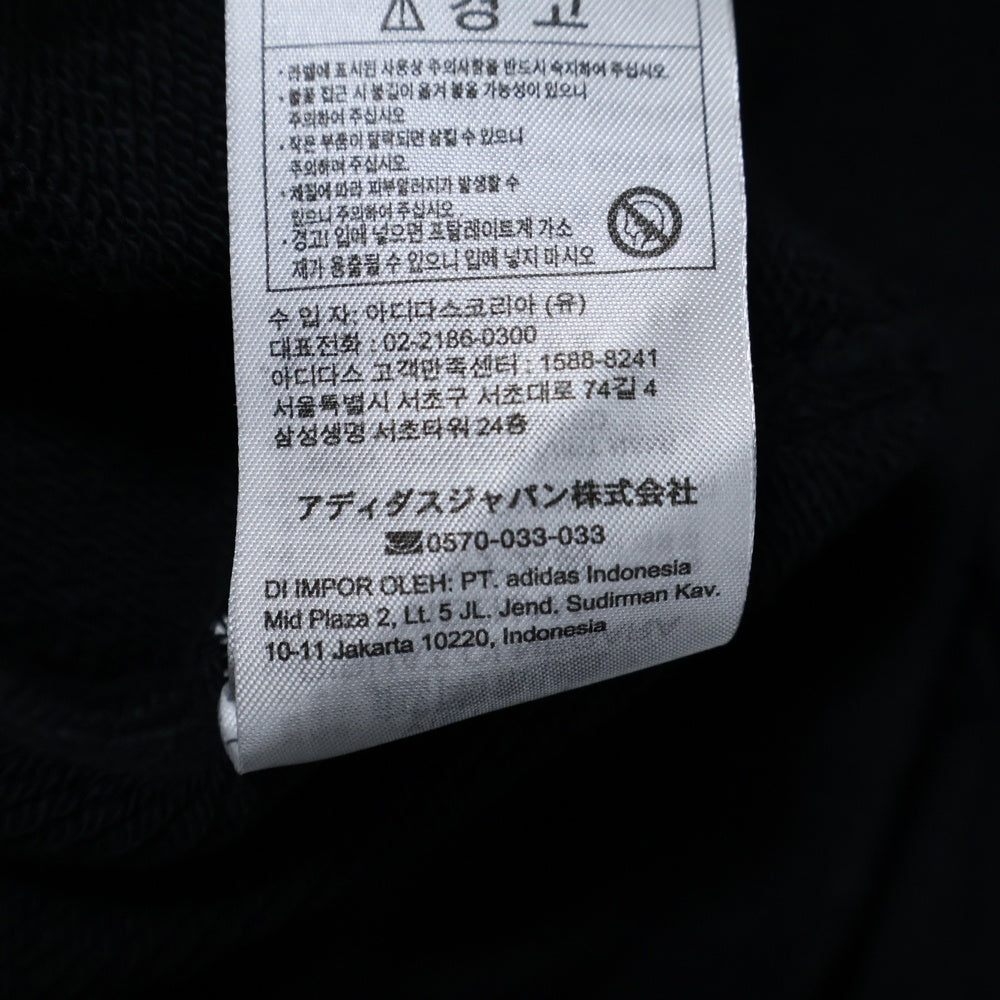 ⚠ 경 고
· 라벨에 표시된 사용상 주의사항을 반드시 숙지하여 주십시오.
· 불꽃 접근 시 불길이 옮겨 붙을 가능성이 있으니
주의하여 주십시오
· 작은 부품이 탈락되면 삼킬 수 있으니
주의하며 주십시오.
· 재질에 따라 피부알러지가 발생할 수
있으니 주의하여 주십시오.
· 경고! 입에 넣으면 프탈레이트계 가소
제가 용출될 수 있으니 입에 넣지 마시오
수 입 자: 아디다스코리아 (유)
대표전화 : 02-2186-0300
아디다스 고객만족센터 : 1588-8241
서울특별시 서초구 서초대로 74길 4
삼성생명 서초타워 24층
アディダスジャパン株式会社
☎0570-033-033
DI IMPOR OLEH: PT. adidas Indonesia
Mid Plaza 2, Lt. 5 JL. Jend. Sudirman Kav.
10-11 Jakarta 10220, Indonesia